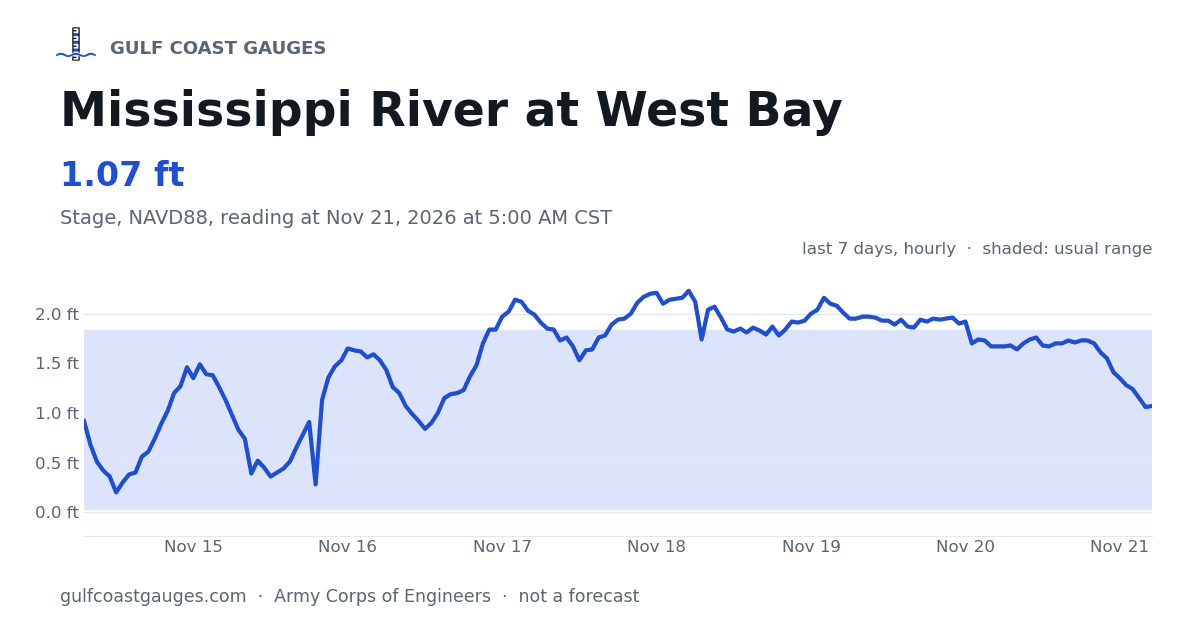 GULF COAST GAUGES
Mississippi River at West Bay
1.07 ft
Stage, NAVD88, reading at Nov 21, 2026 at 5:00 AM CST
last 7 days, hourly · shaded: usual range
2.0 ft
1.5 ft
1.0 ft
0.5 ft
0.0 ft
Nov 15 Nov 16 Nov 17 Nov 18 Nov 19 Nov 20 Nov 21
gulfcoastgauges.com · Army Corps of Engineers · not a forecast